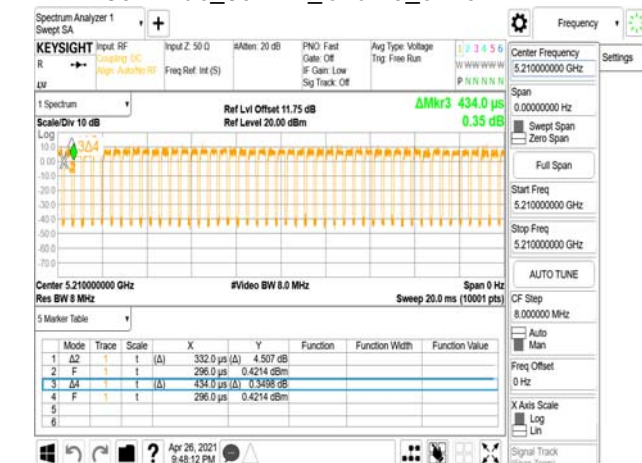 Spectrum Analyzer 1
Swept SA
+
Frequency
Settings
KEYSIGHT
R
Input: RF
Coupling: DC
Align: Auto/No RF
Input Z: 50 Ω
Freq Ref: Int (S)
#Atten: 20 dB
PNO: Fast
Gate: Off
IF Gain: Low
Sig Track: Off
Avg Type: Voltage
Trig: Free Run
1 2 3 4 5 6
W W W W W W
P N N N N N
1 Spectrum
Scale/Div 10 dB
Ref Lvl Offset 11.75 dB
Ref Level 20.00 dBm
ΔMkr3 434.0 µs
0.35 dB
Log
10.0
0.00
-10.0
-20.0
-30.0
-40.0
-50.0
-60.0
-70.0
3Δ4
Center 5.210000000 GHz
Res BW 8 MHz
#Video BW 8.0 MHz
Span 0 Hz
Sweep 20.0 ms (10001 pts)
5 Marker Table
Mode Trace Scale X Y Function Function Width Function Value
1 Δ2 1 t (Δ) 332.0 µs (Δ) 4.507 dB
2 F 1 t 296.0 µs 0.4214 dBm
3 Δ4 1 t (Δ) 434.0 µs (Δ) 0.3498 dB
4 F 1 t 296.0 µs 0.4214 dBm
5
6
?
Apr 26, 2021
9:48:12 PM
Center Frequency
5.210000000 GHz
Span
0.00000000 Hz
Swept Span
Zero Span
Full Span
Start Freq
5.210000000 GHz
Stop Freq
5.210000000 GHz
AUTO TUNE
CF Step
8.000000 MHz
Auto
Man
Freq Offset
0 Hz
X Axis Scale
Log
Lin
Signal Track